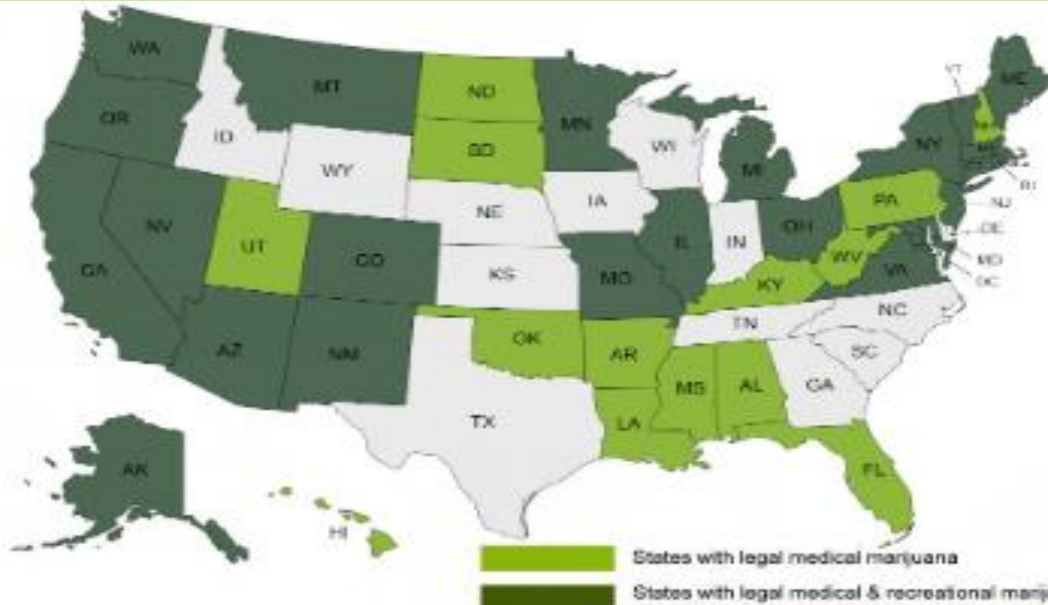 WA
MT
ND
MN
VT
ME
OR
ID
SD
WI
NY
WY
MI
RI
IA
PA
NJ
NE
NV
OH
DE
UT
IL
IN
CO
WV
MD
CA
KS
MO
KY
VA
DC
NC
TN
AZ
NM
OK
AR
SC
MS
AL
GA
TX
LA
AK
FL
HI
States with legal medical marijuana
States with legal medical & recreational marij